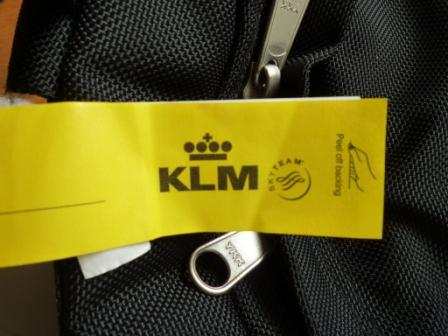 KLM
SKYTEAM
Peel off backing
YKK